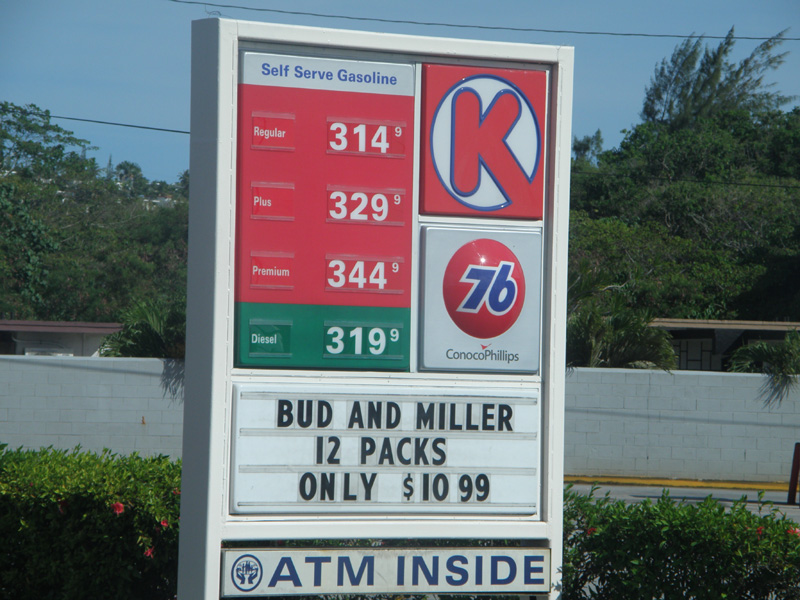 Self Serve Gasoline
Regular 314 9
Plus 329 9
Premium 344 9
Diesel 319 9
K
76
ConocoPhillips
BUD AND MILLER
12 PACKS
ONLY $10 99
ATM INSIDE